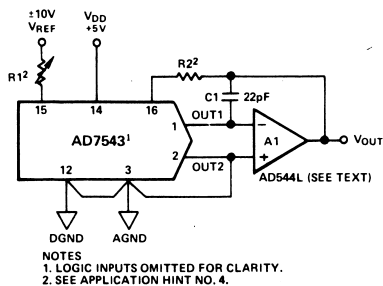 ±10V
VREF
VDD
+5V
R1²
R2²
C1 22pF
15
14
16
OUT1
1
AD7543¹
2
OUT2
12
3
−
A1
+
VOUT
AD544L (SEE TEXT)
DGND
AGND
NOTES
1. LOGIC INPUTS OMITTED FOR CLARITY.
2. SEE APPLICATION HINT NO. 4.